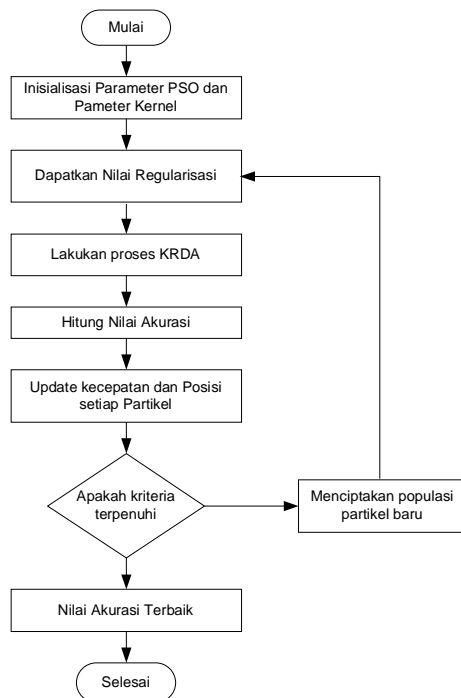 Mulai
Inisialisasi Parameter PSO dan
Pameter Kernel
Dapatkan Nilai Regularisasi
Lakukan proses KRDA
Hitung Nilai Akurasi
Update kecepatan dan Posisi
setiap Partikel
Apakah kriteria
terpenuhi
Menciptakan populasi
partikel baru
Nilai Akurasi Terbaik
Selesai